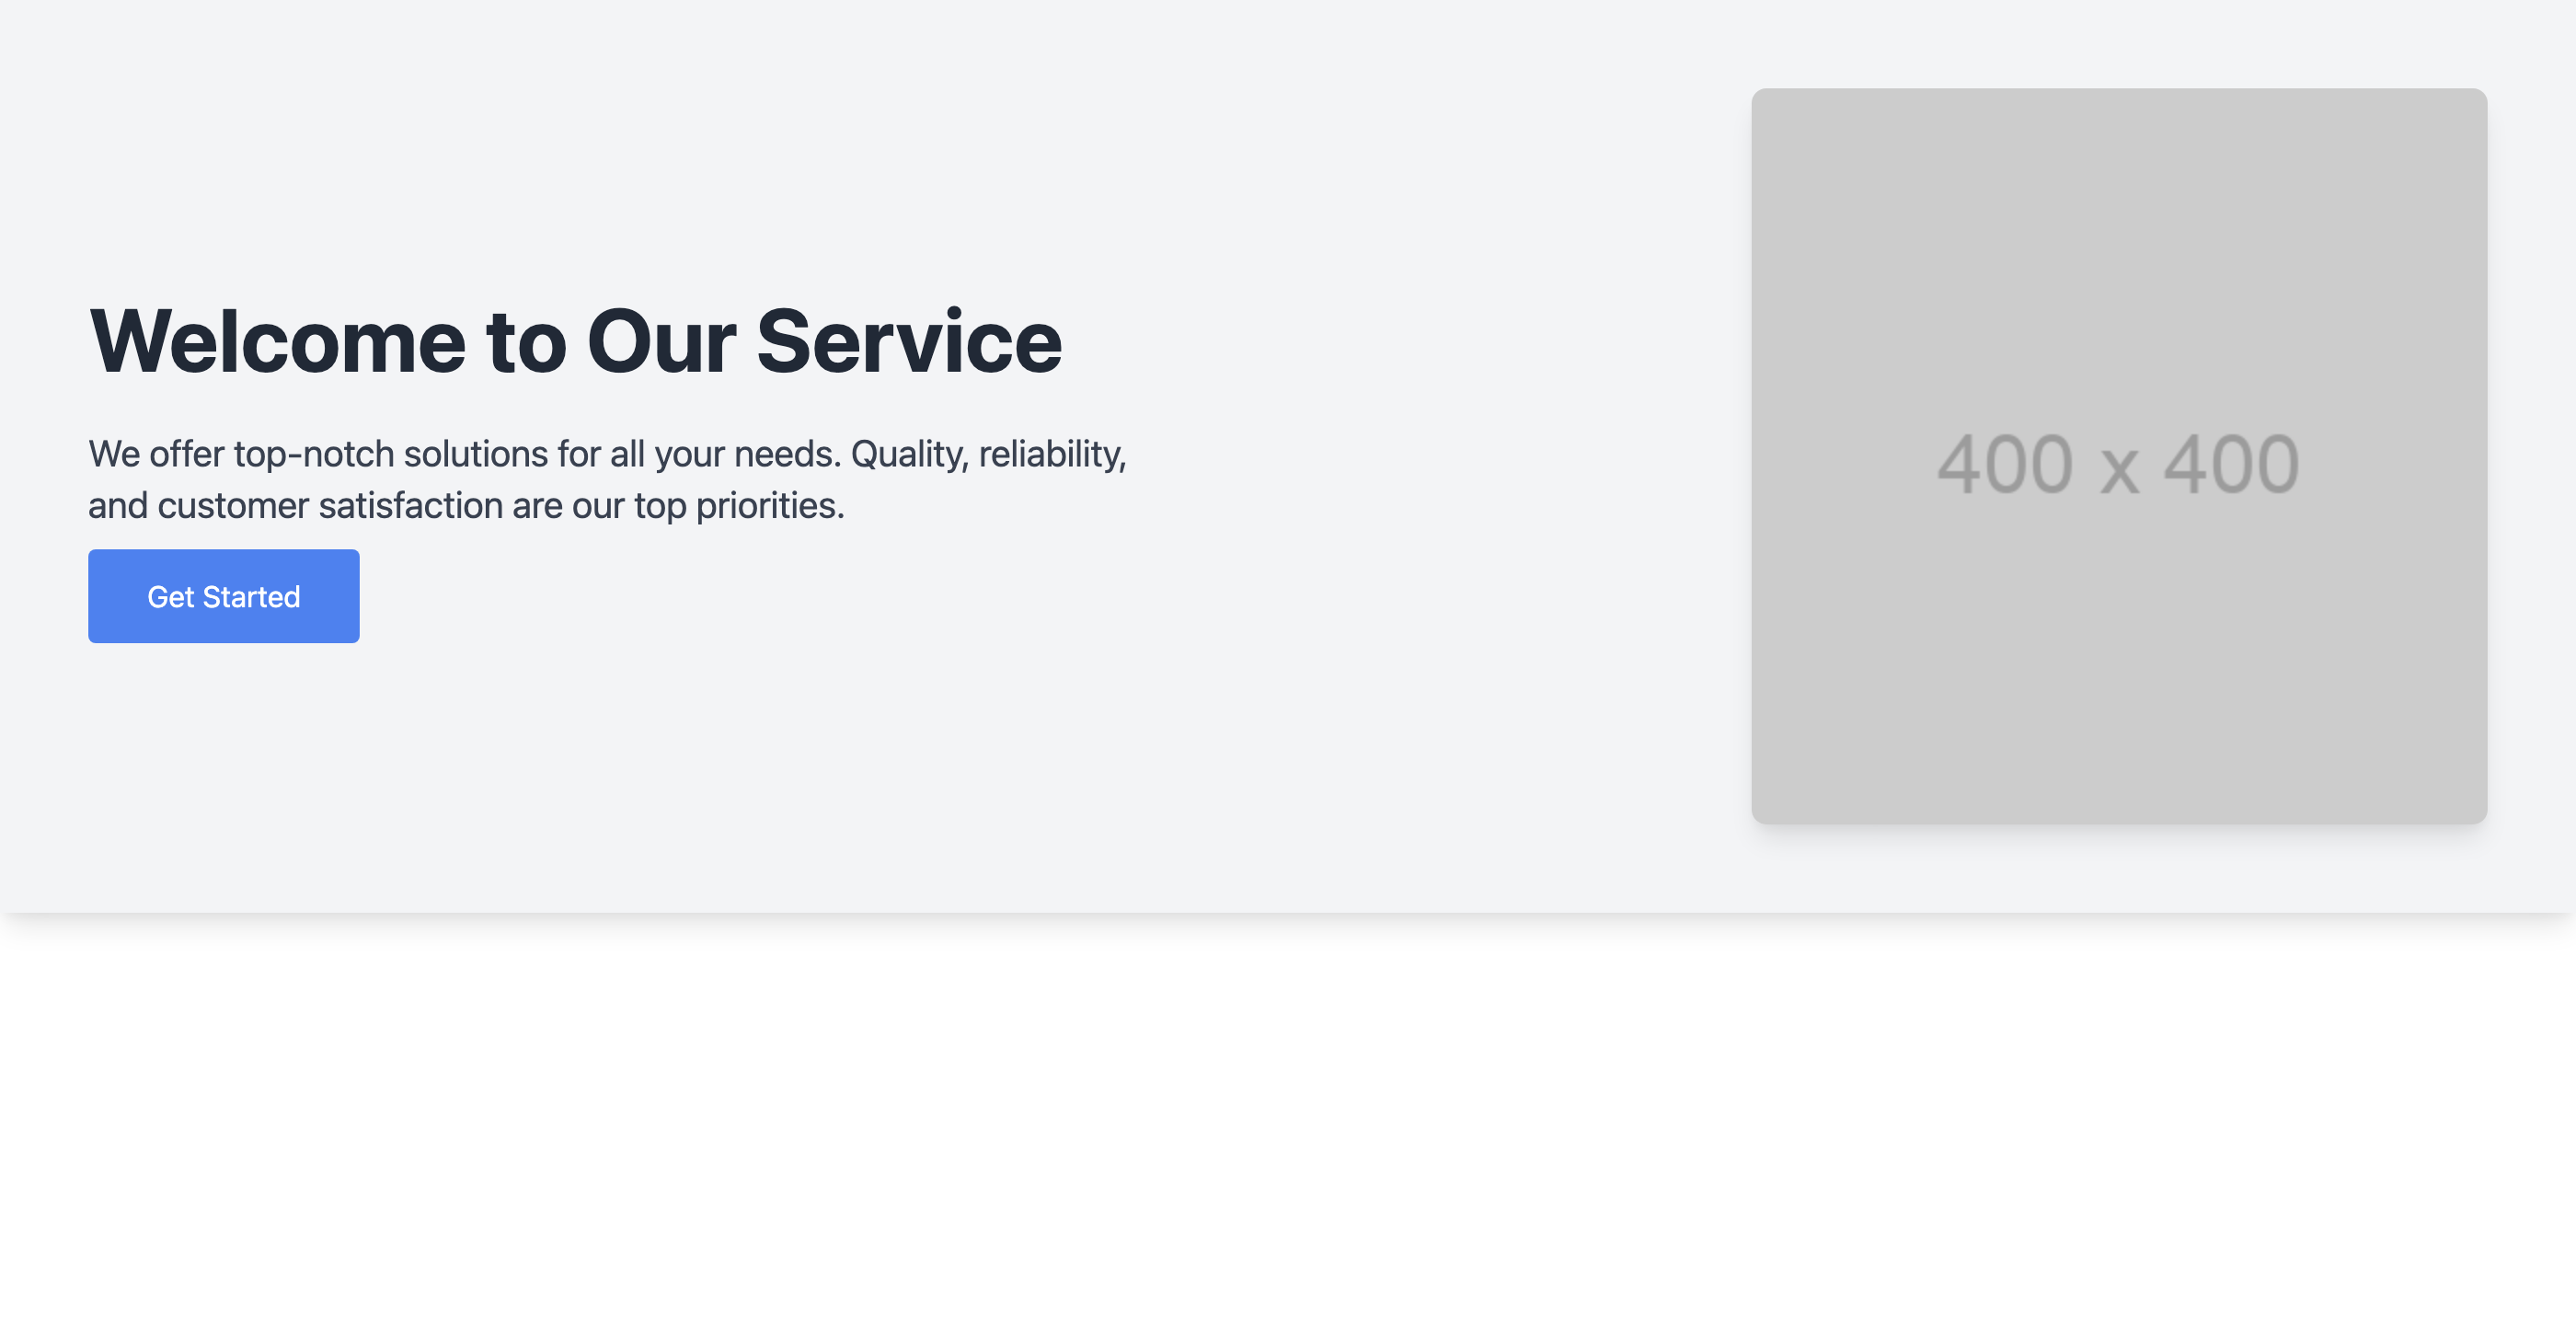 Welcome to Our Service
We offer top-notch solutions for all your needs. Quality, reliability,
and customer satisfaction are our top priorities.
Get Started
400 x 400